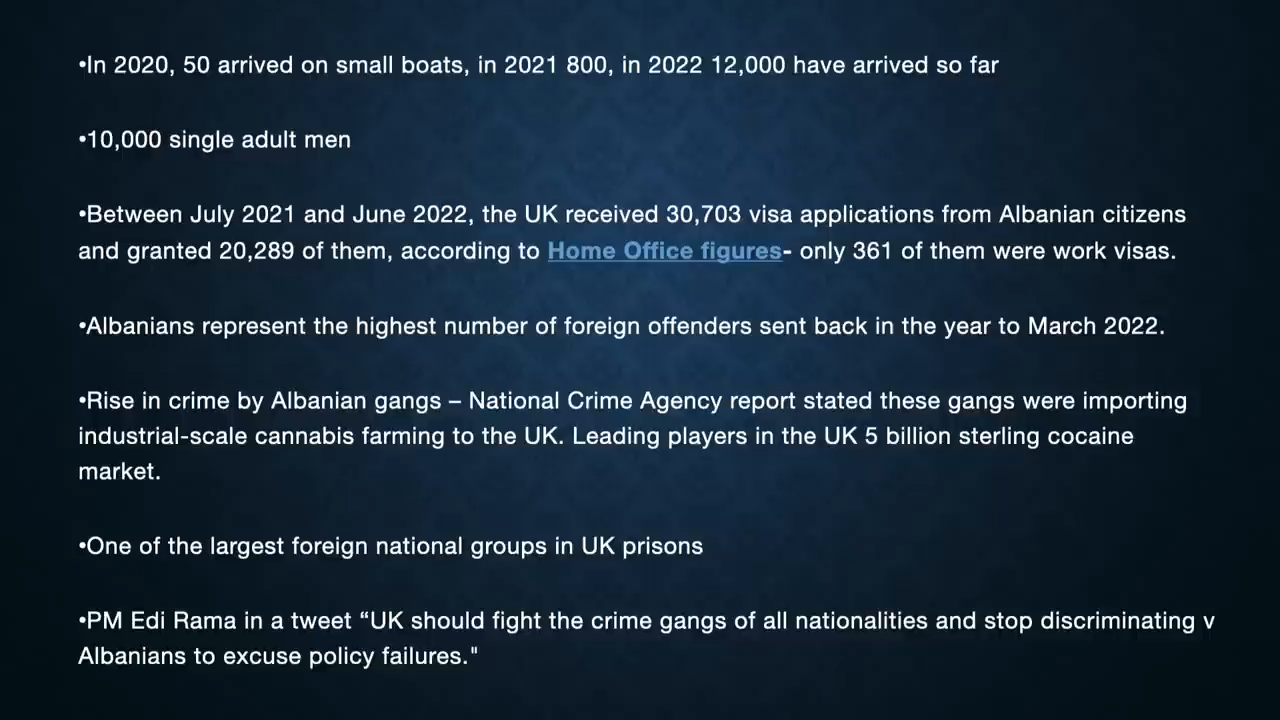 •In 2020, 50 arrived on small boats, in 2021 800, in 2022 12,000 have arrived so far
•10,000 single adult men
•Between July 2021 and June 2022, the UK received 30,703 visa applications from Albanian citizens
and granted 20,289 of them, according to Home Office figures- only 361 of them were work visas.
•Albanians represent the highest number of foreign offenders sent back in the year to March 2022.
•Rise in crime by Albanian gangs – National Crime Agency report stated these gangs were importing
industrial-scale cannabis farming to the UK. Leading players in the UK 5 billion sterling cocaine
market.
•One of the largest foreign national groups in UK prisons
•PM Edi Rama in a tweet “UK should fight the crime gangs of all nationalities and stop discriminating v
Albanians to excuse policy failures."